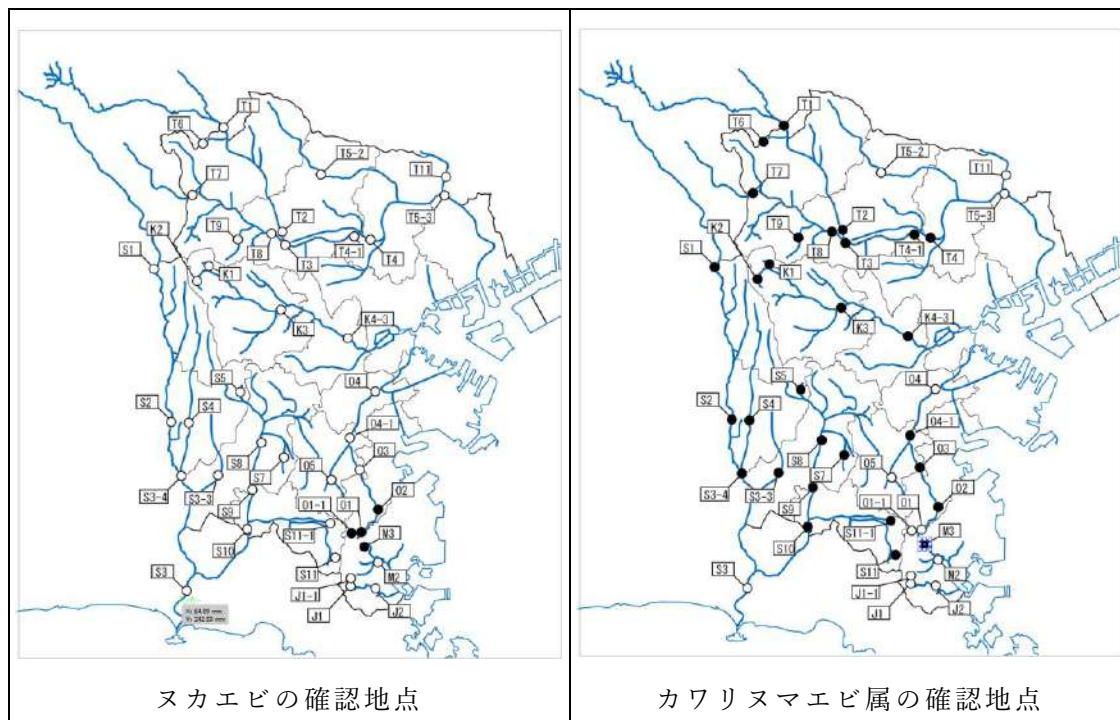 T1
T6
T5-2
T11
T7
T5-3
T2
K2
T9
S1
T8
T4-1
T4
T3
K1
K3
K4-3
S5
O4
S2
S4
O4-1
S8
O5
O3
S7
S3-4
S3-3
O1-1
O1
O2
S9
S11-1
M3
S10
S3
S11
M2
J1-1
J1
J2
ヌカエビの確認地点
T1
T6
T5-2
T11
T7
T5-3
T2
K2
T9
S1
T8
T4-1
T4
T3
K1
K3
K4-3
S5
O4
S2
S4
O4-1
S8
O5
O3
S7
S3-4
S3-3
O1-1
O1
O2
S9
S11-1
M3
S10
S3
S11
M2
J1-1
J1
J2
カワリヌマエビ属の確認地点